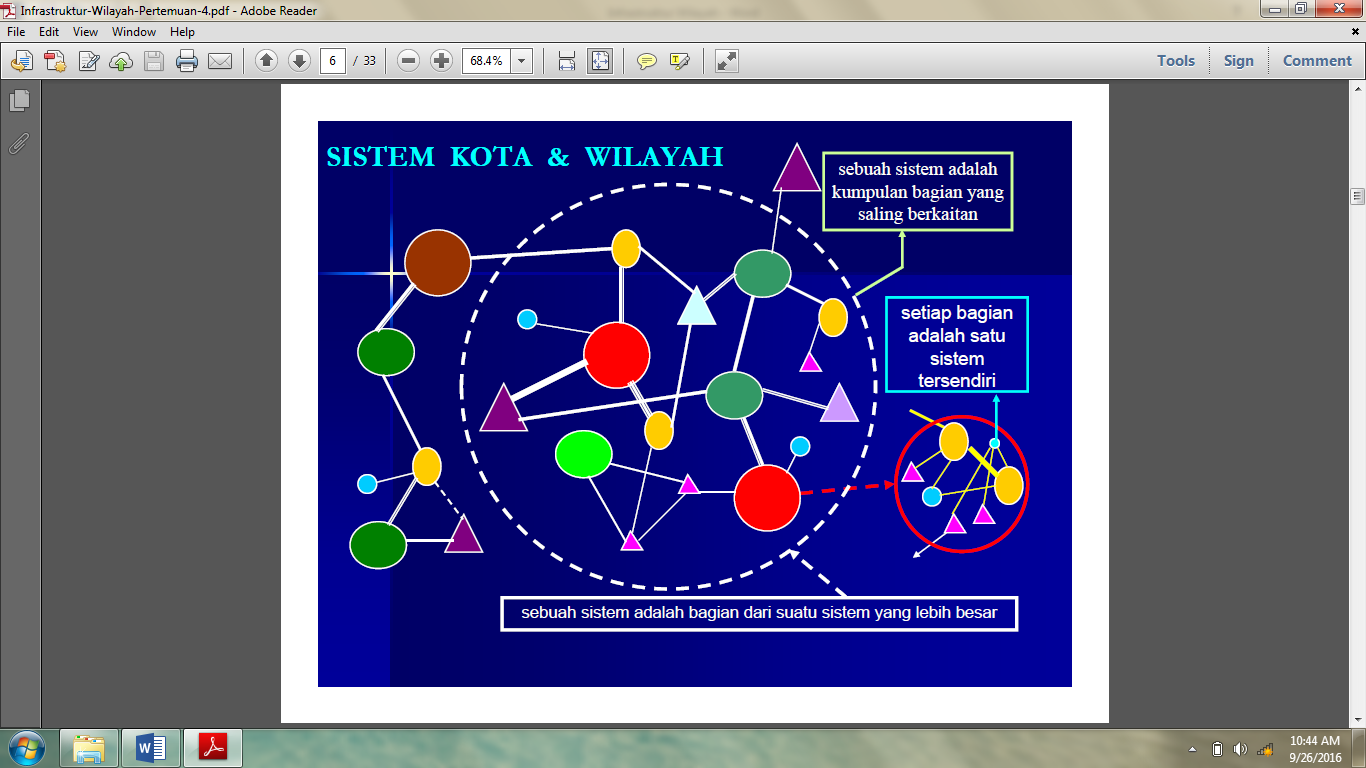 Infrastruktur-Wilayah-Pertemuan-4.pdf - Adobe Reader
File Edit View Window Help
6 / 33 68.4% Tools Sign Comment
SISTEM KOTA & WILAYAH
sebuah sistem adalah
kumpulan bagian yang
saling berkaitan
setiap bagian
adalah satu
sistem
tersendiri
sebuah sistem adalah bagian dari suatu sistem yang lebih besar
10:44 AM
9/26/2016